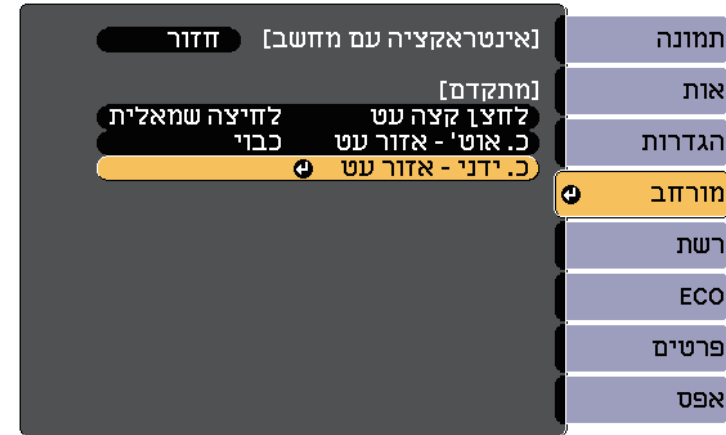 תמונה
אות
הגדרות
מורחב
רשת
ECO
פרטים
אפס
[אינטראקציה עם מחשב] חזור
[מתקדם]
לחצן קצה עט לחיצה שמאלית
כ. אוט' - אזור עט כבוי
כ. ידני - אזור עט